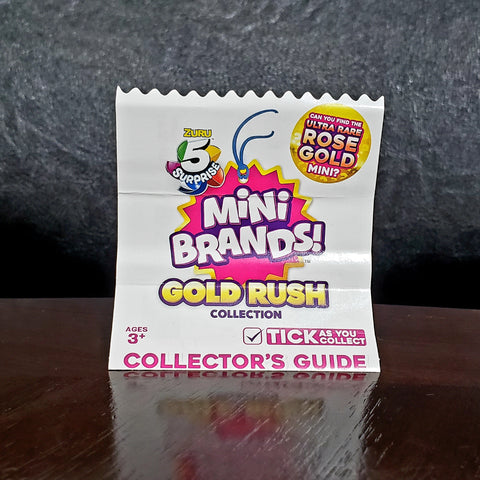 ZURU
5
SURPRISE
CAN YOU FIND THE
ULTRA RARE
ROSE
GOLD
MINI?
MINI
BRANDS!
TM
GOLD RUSH
COLLECTION
AGES
3+
TICK AS YOU
COLLECT
COLLECTOR'S GUIDE